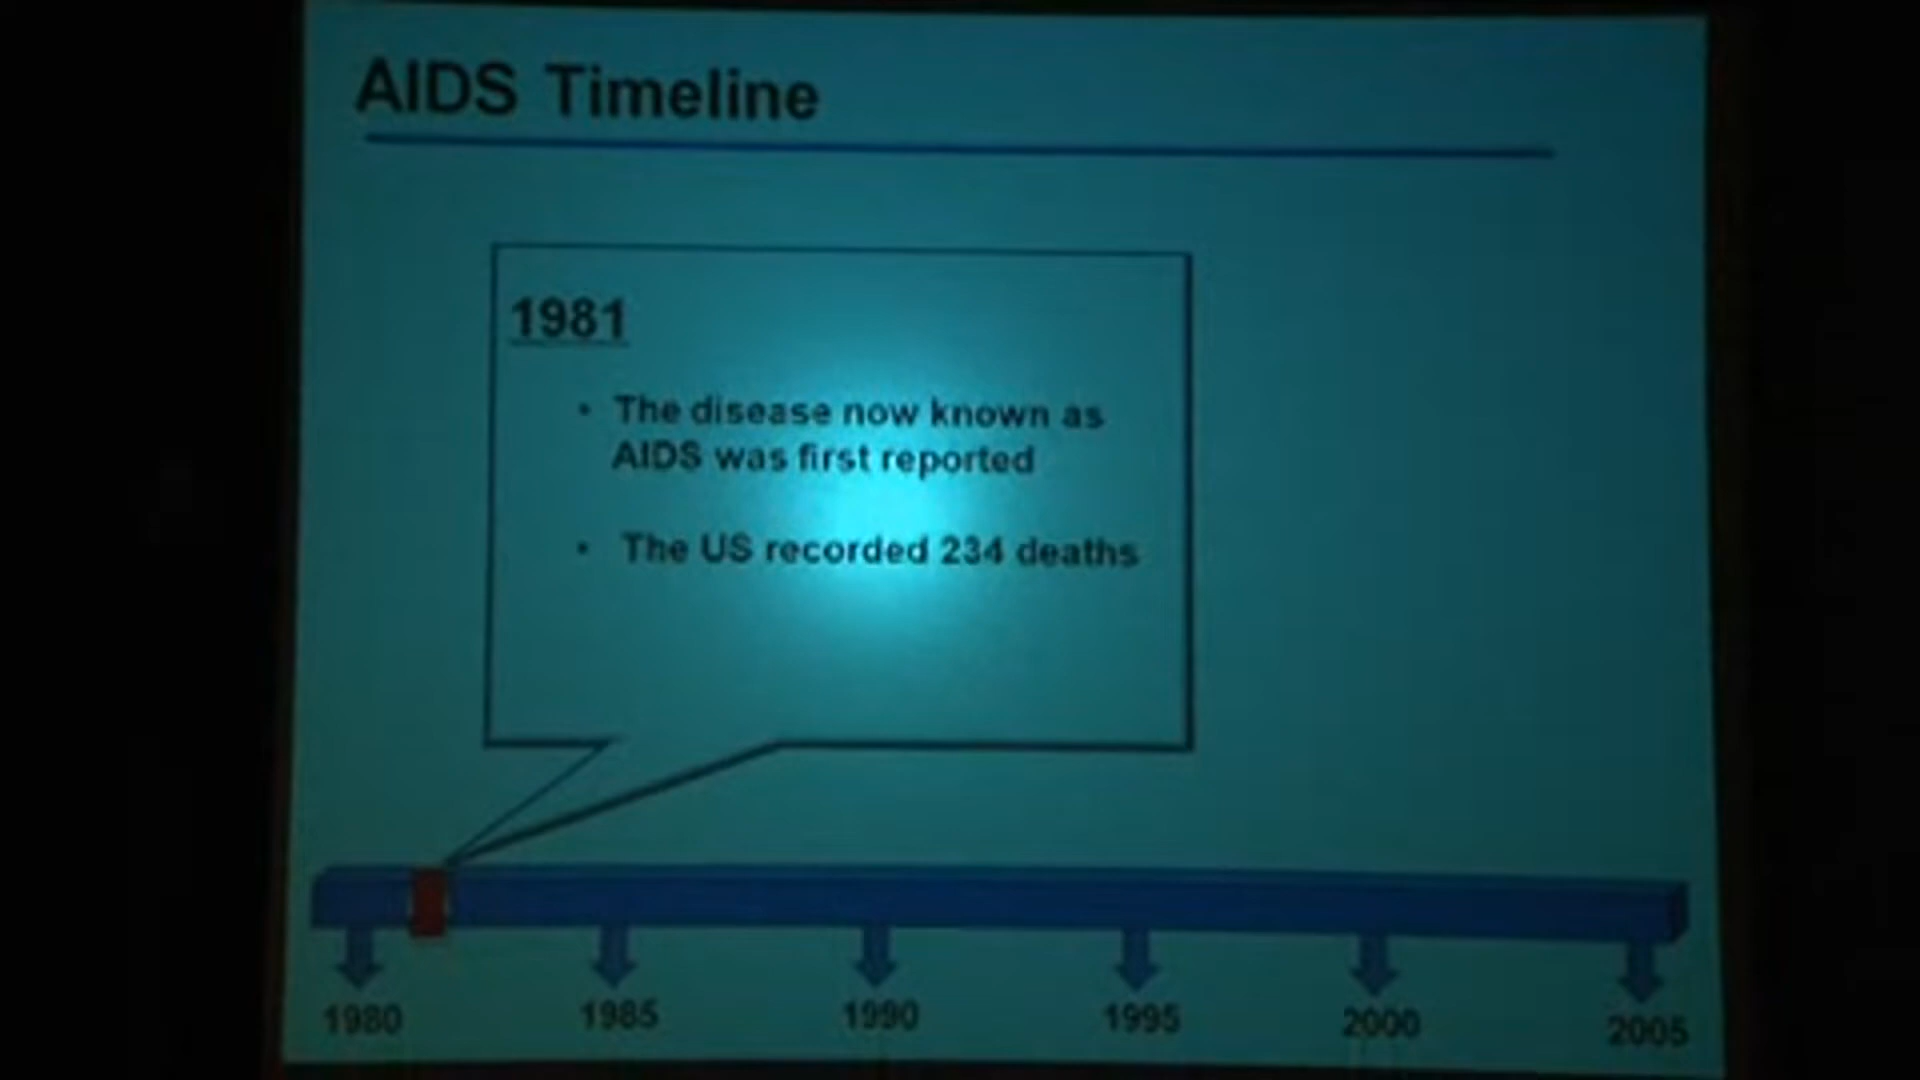 AIDS Timeline
1981
• The disease now known as
AIDS was first reported
• The US recorded 234 deaths
1980 1985 1990 1995 2000 2005